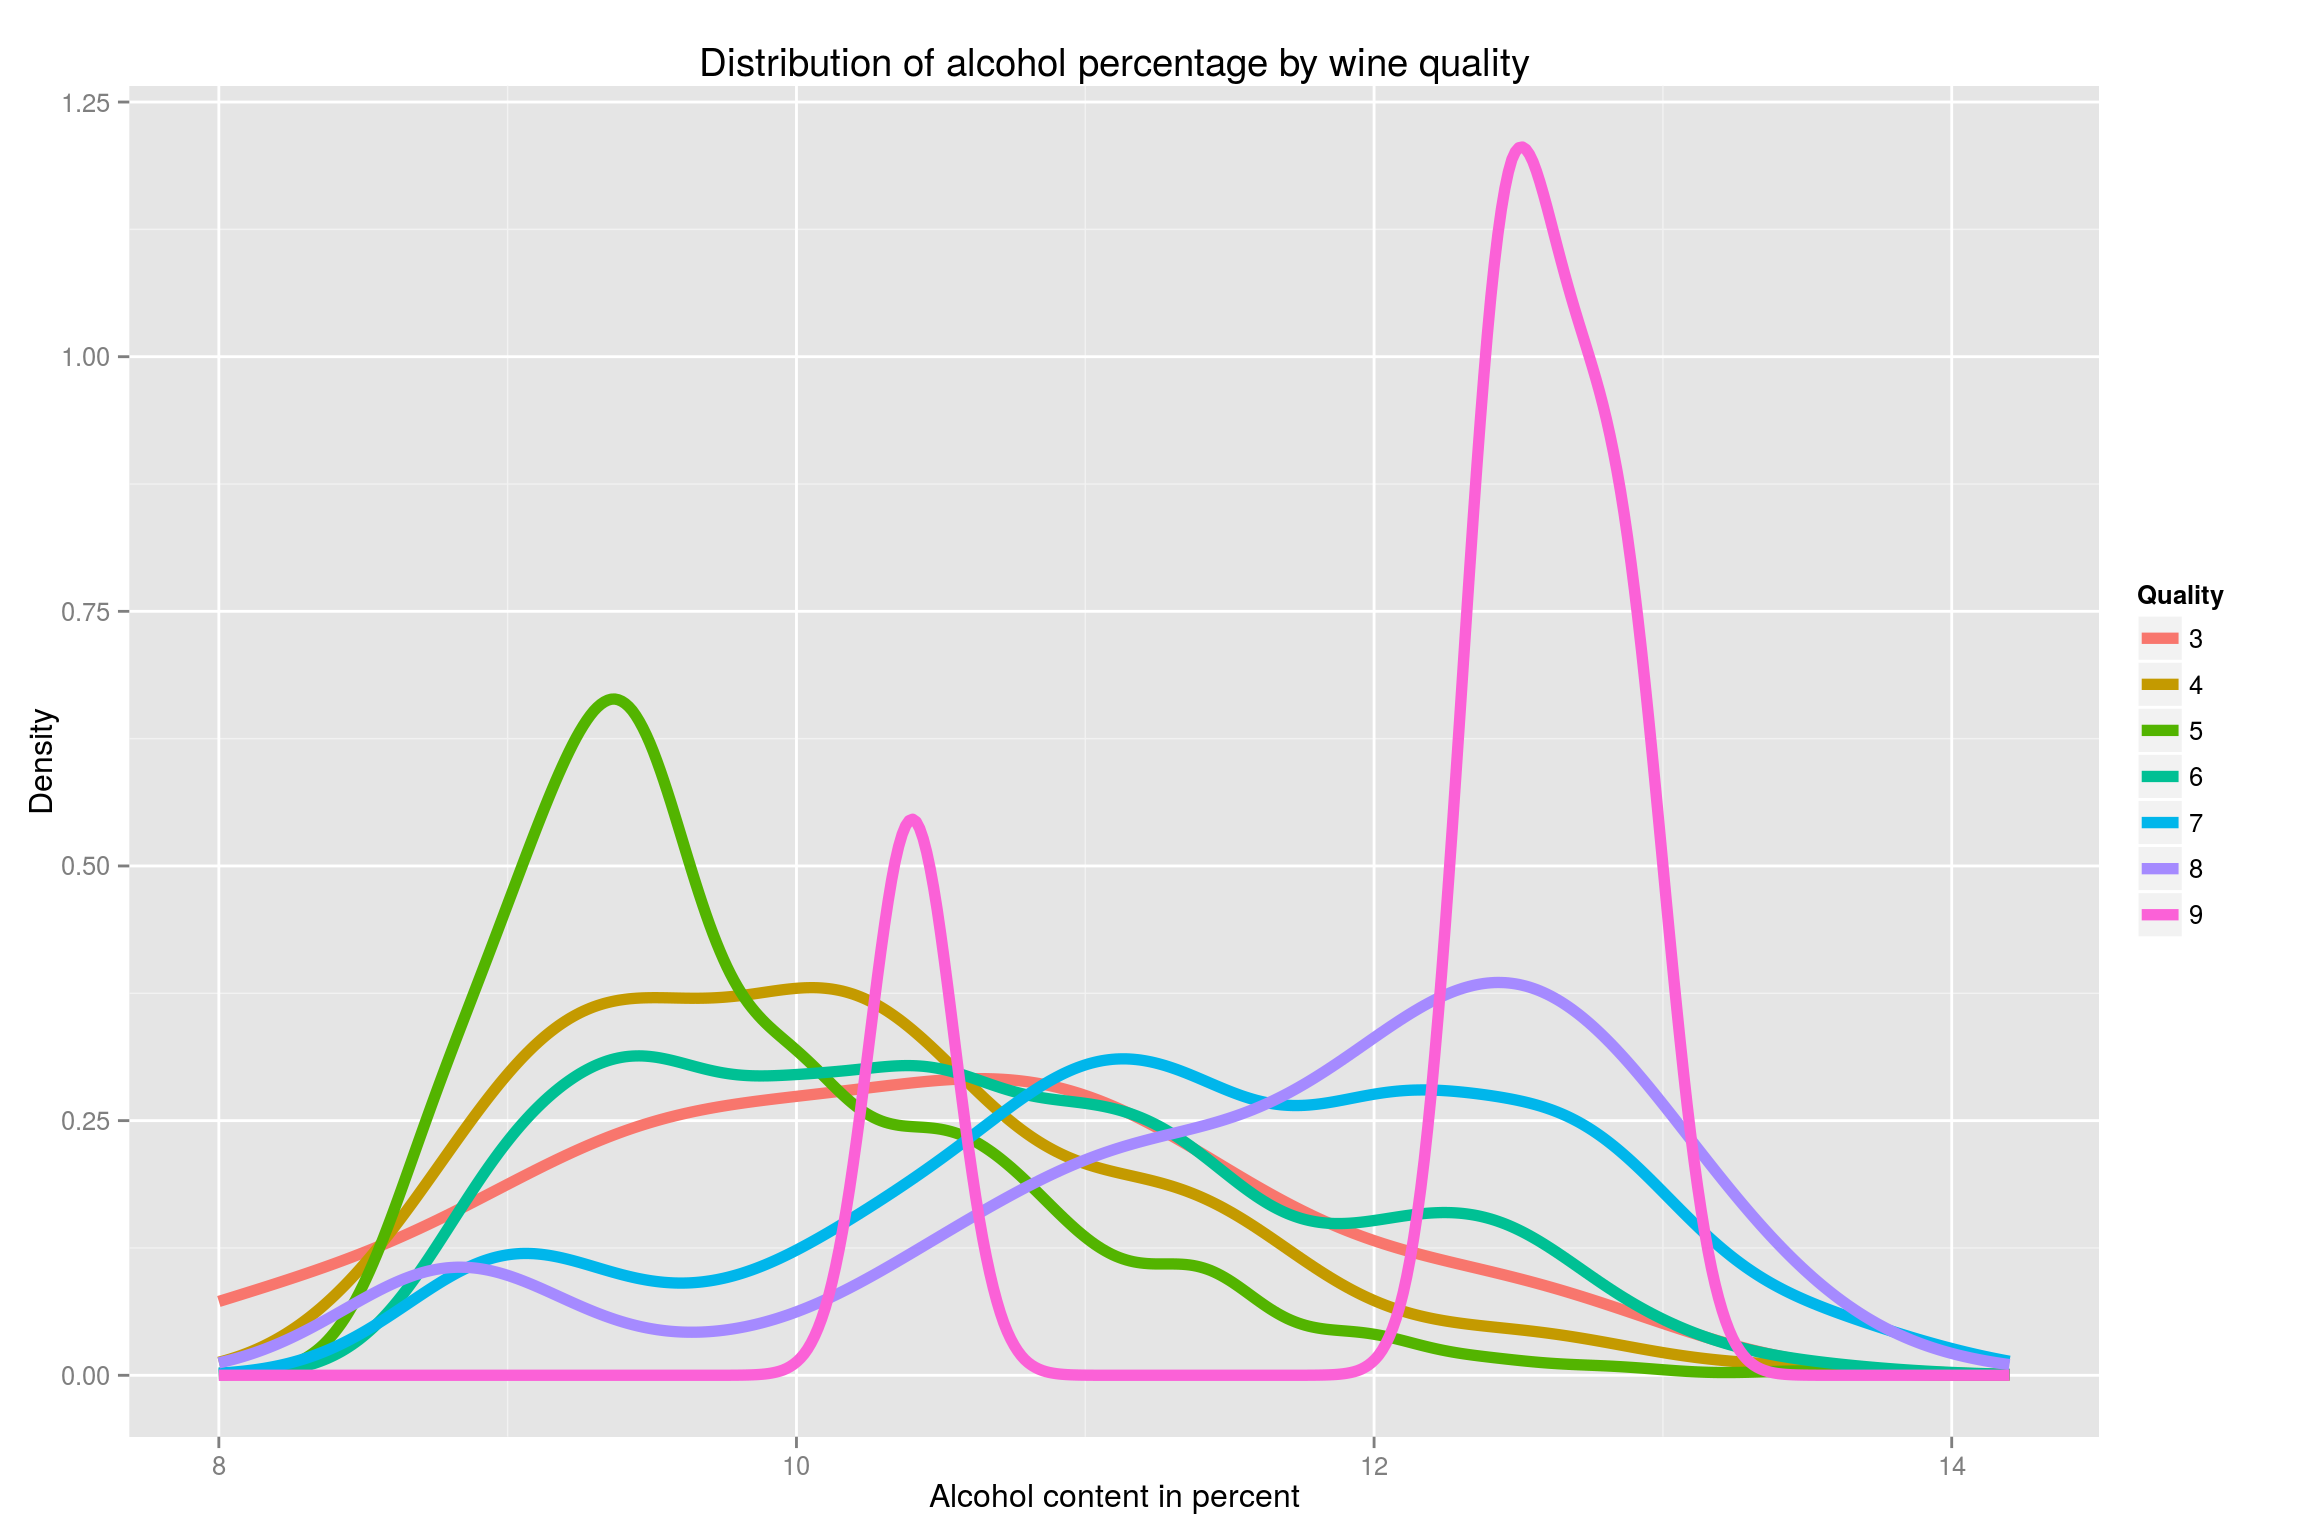 Distribution of alcohol percentage by wine quality
1.25
1.00
0.75
0.50
0.25
0.00
Density
8 10 12 14
Alcohol content in percent
Quality
3
4
5
6
7
8
9